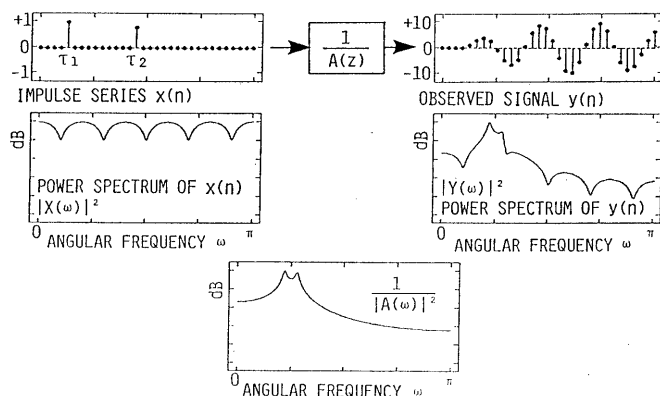 +1
0
-1
τ1
τ2
IMPULSE SERIES x(n)
1
A(z)
+10
0
-10
OBSERVED SIGNAL y(n)
dB
POWER SPECTRUM OF x(n)
|X(ω)|²
0
π
ANGULAR FREQUENCY ω
dB
|Y(ω)|²
POWER SPECTRUM OF y(n)
0
π
ANGULAR FREQUENCY ω
dB
1
|A(ω)|²
0
π
ANGULAR FREQUENCY ω